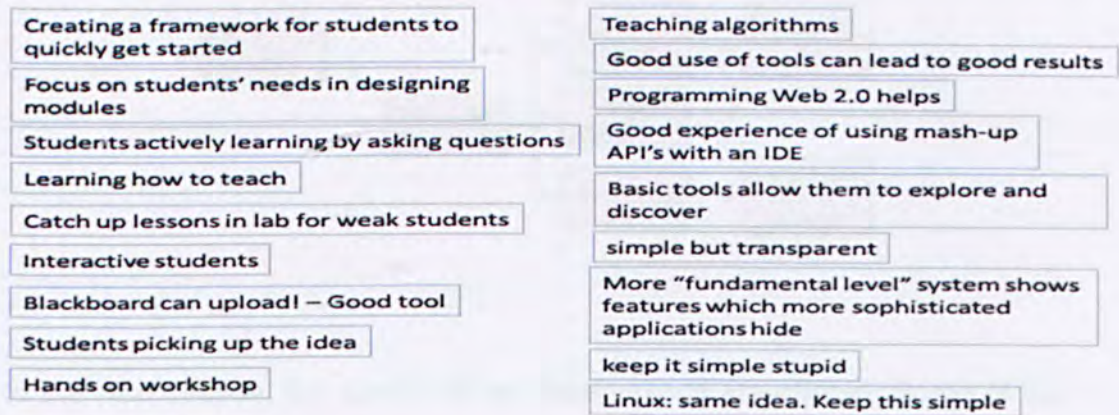 Creating a framework for students to
quickly get started
Focus on students' needs in designing
modules
Students actively learning by asking questions
Learning how to teach
Catch up lessons in lab for weak students
Interactive students
Blackboard can upload! – Good tool
Students picking up the idea
Hands on workshop
Teaching algorithms
Good use of tools can lead to good results
Programming Web 2.0 helps
Good experience of using mash-up
API's with an IDE
Basic tools allow them to explore and
discover
simple but transparent
More "fundamental level" system shows
features which more sophisticated
applications hide
keep it simple stupid
Linux: same idea. Keep this simple